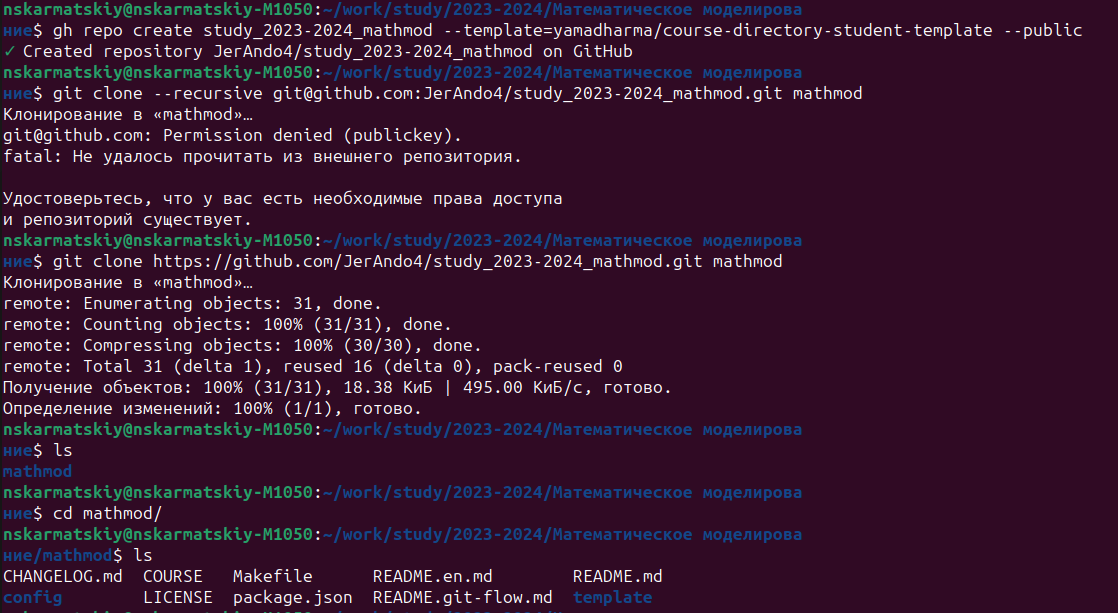 nskarmatskiy@nskarmatskiy-M1050:~/work/study/2023-2024/Математическое моделирова
ние$ gh repo create study_2023-2024_mathmod --template=yamadharma/course-directory-student-template --public
✓ Created repository JerAndo4/study_2023-2024_mathmod on GitHub
nskarmatskiy@nskarmatskiy-M1050:~/work/study/2023-2024/Математическое моделирова
ние$ git clone --recursive git@github.com:JerAndo4/study_2023-2024_mathmod.git mathmod
Клонирование в «mathmod»…
git@github.com: Permission denied (publickey).
fatal: Не удалось прочитать из внешнего репозитория.

Удостоверьтесь, что у вас есть необходимые права доступа
и репозиторий существует.
nskarmatskiy@nskarmatskiy-M1050:~/work/study/2023-2024/Математическое моделирова
ние$ git clone https://github.com/JerAndo4/study_2023-2024_mathmod.git mathmod
Клонирование в «mathmod»…
remote: Enumerating objects: 31, done.
remote: Counting objects: 100% (31/31), done.
remote: Compressing objects: 100% (30/30), done.
remote: Total 31 (delta 1), reused 16 (delta 0), pack-reused 0
Получение объектов: 100% (31/31), 18.38 КиБ | 495.00 КиБ/с, готово.
Определение изменений: 100% (1/1), готово.
nskarmatskiy@nskarmatskiy-M1050:~/work/study/2023-2024/Математическое моделирова
ние$ ls
mathmod
nskarmatskiy@nskarmatskiy-M1050:~/work/study/2023-2024/Математическое моделирова
ние$ cd mathmod/
nskarmatskiy@nskarmatskiy-M1050:~/work/study/2023-2024/Математическое моделирова
ние/mathmod$ ls
CHANGELOG.md  COURSE   Makefile      README.en.md        README.md
config        LICENSE  package.json  README.git-flow.md  template